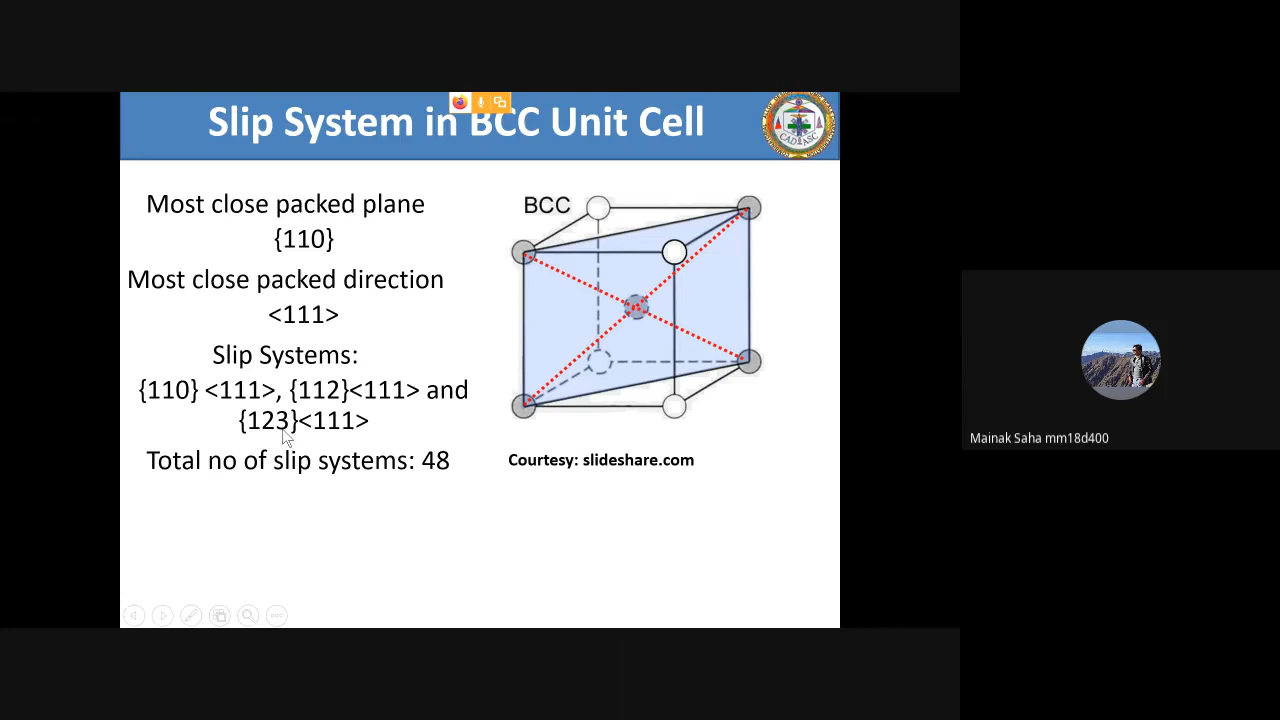 Slip System in BCC Unit Cell
CADASC
Most close packed plane
{110}
Most close packed direction
<111>
Slip Systems:
{110} <111>, {112}<111> and
{123}<111>
Total no of slip systems: 48
BCC
Courtesy: slideshare.com
Mainak Saha mm18d400